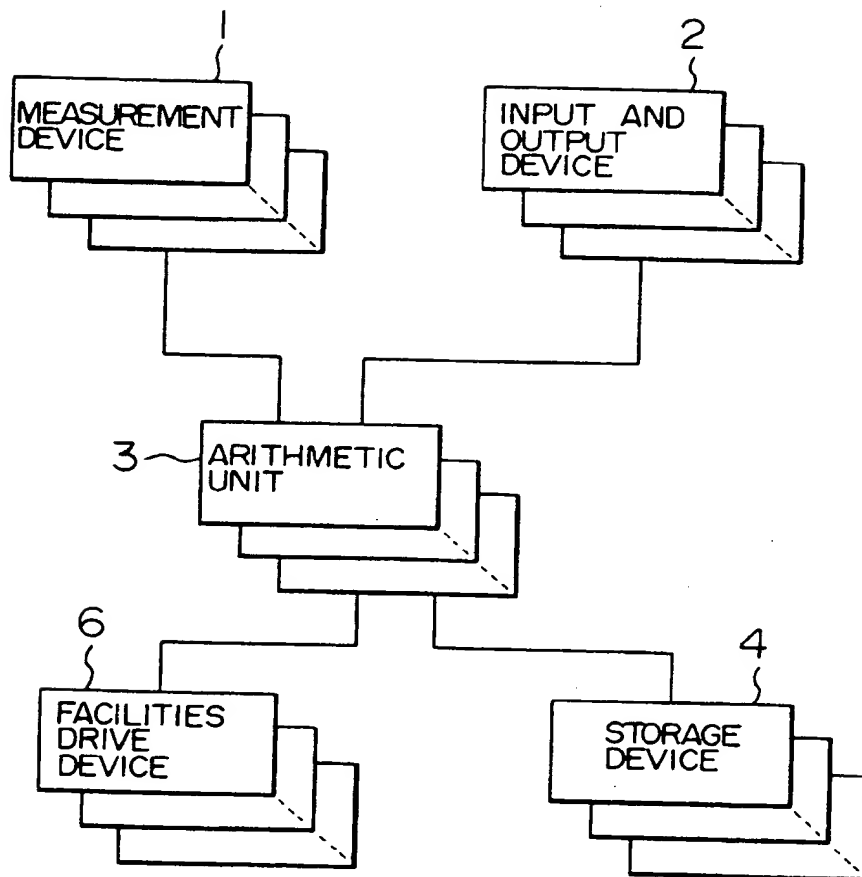 1
2
MEASUREMENT
DEVICE
INPUT AND
OUTPUT
DEVICE
3
ARITHMETIC
UNIT
6
4
FACILITIES
DRIVE
DEVICE
STORAGE
DEVICE